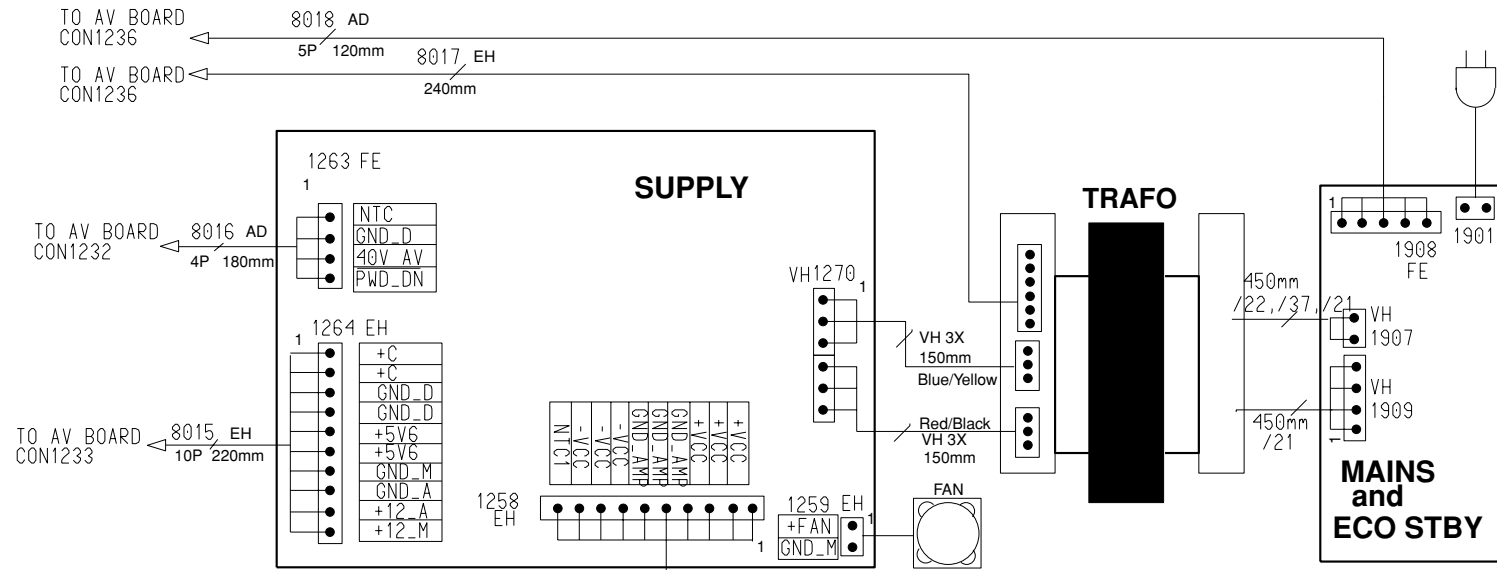 TO AV BOARD
CON1236
8018 AD
5P 120mm
TO AV BOARD
CON1236
8017 EH
240mm
1263 FE
1
NTC
GND_D
40V AV
PWD_DN
TO AV BOARD
CON1232
8016 AD
4P 180mm
SUPPLY
TRAFO
1
1908
FE
1901
VH1270
1
VH 3X
150mm
Blue/Yellow
Red/Black
VH 3X
150mm
450mm
/22,/37,/21
VH
1907
VH
1909
1
450mm
/21
1264 EH
1
+C
+C
GND_D
GND_D
+5V6
+5V6
GND_M
GND_A
+12_A
+12_M
TO AV BOARD
CON1233
8015 EH
10P 220mm
NTC1
-VCC
-VCC
-VCC
GND_AMP
GND_AMP
GND_AMP
+VCC
+VCC
+VCC
1258
EH
1
1259 EH
1
+FAN
GND_M
FAN
MAINS
and
ECO STBY